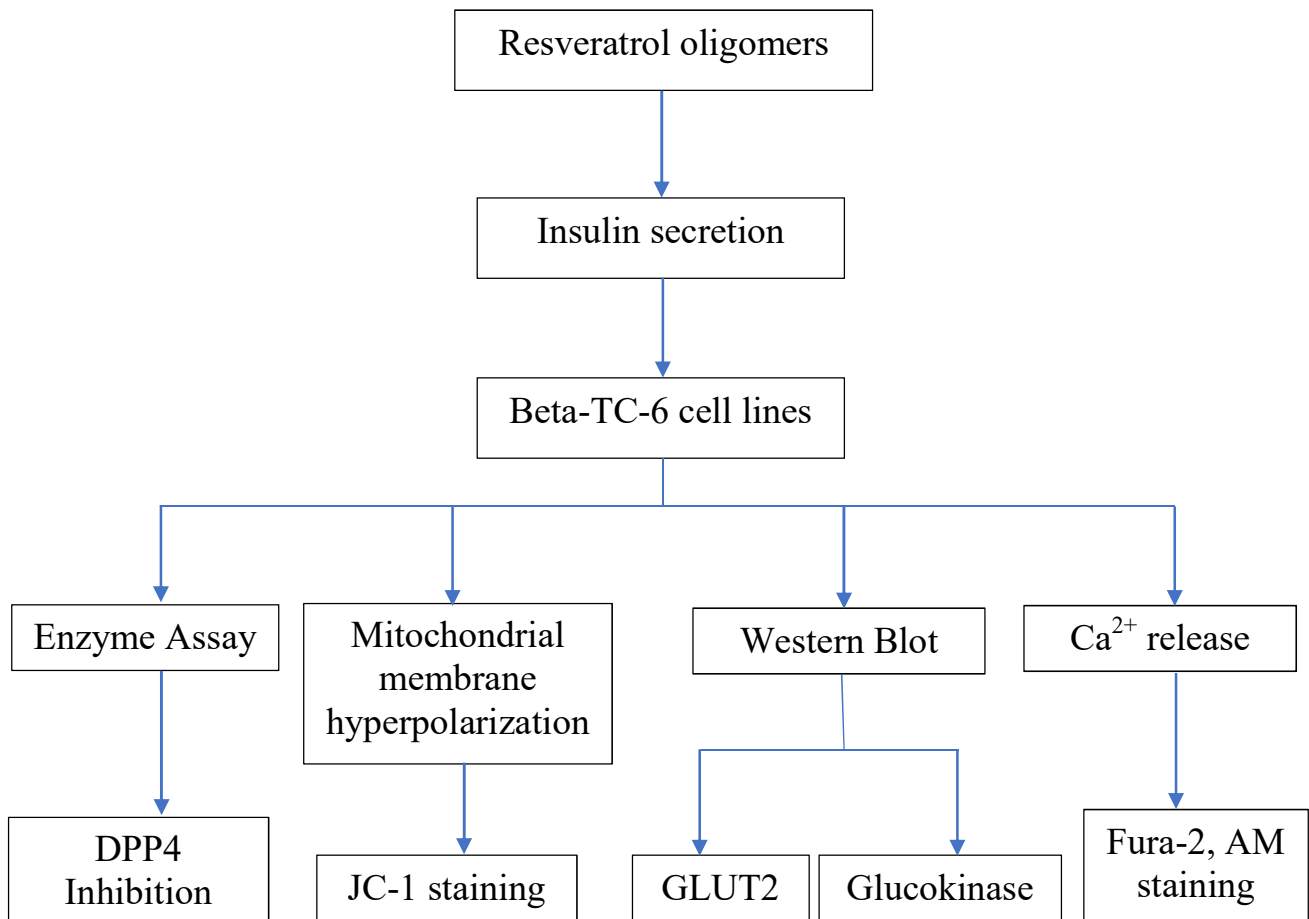 Resveratrol oligomers
Insulin secretion
Beta-TC-6 cell lines
Enzyme Assay
Mitochondrial
membrane
hyperpolarization
Western Blot
Ca²⁺ release
DPP4
Inhibition
JC-1 staining
GLUT2
Glucokinase
Fura-2, AM
staining